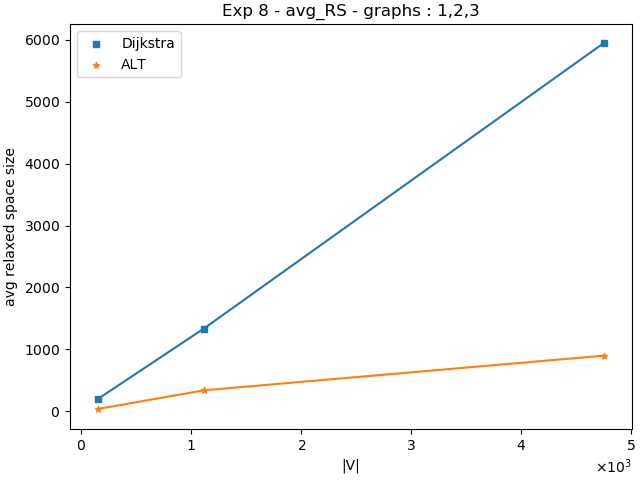 Exp 8 - avg_RS - graphs : 1,2,3
Dijkstra
ALT
avg relaxed space size
6000
5000
4000
3000
2000
1000
0
0 1 2 3 4 5
×10³
|V|